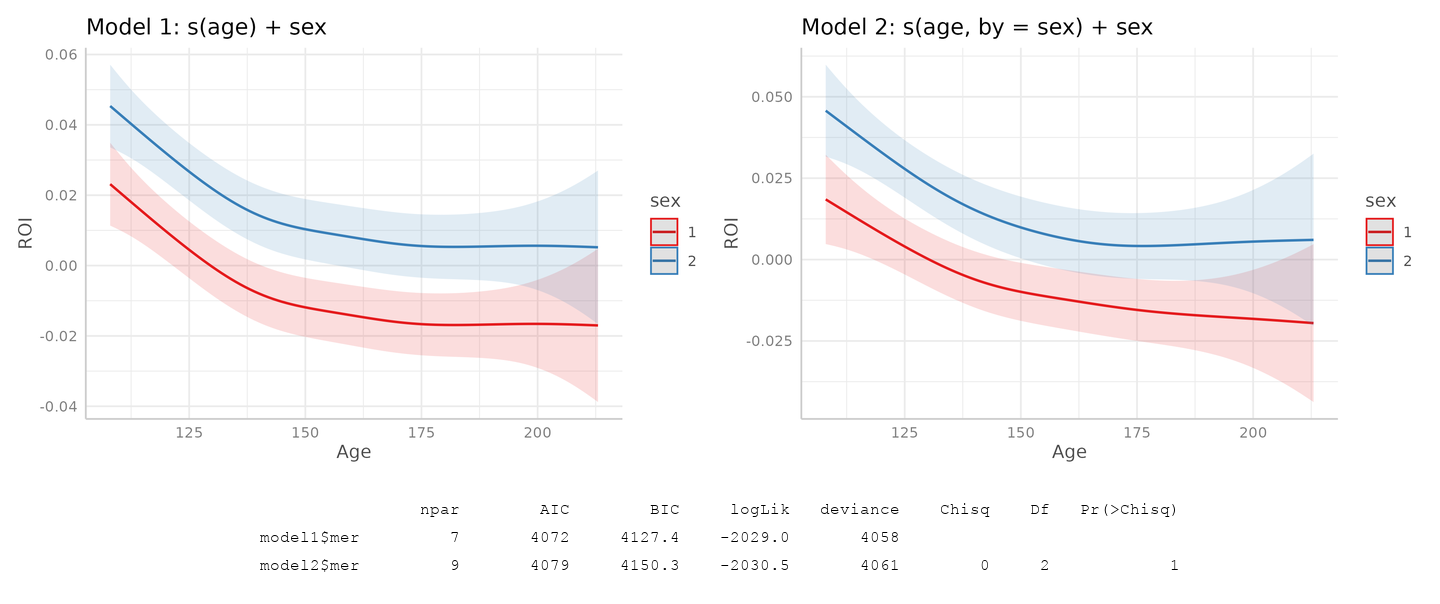 Model 1: s(age) + sex
0.06
0.04
0.02
0.00
-0.02
-0.04
ROI
125 150 175 200
Age
sex
1
2
Model 2: s(age, by = sex) + sex
0.050
0.025
0.000
-0.025
ROI
125 150 175 200
Age
sex
1
2
npar AIC BIC logLik deviance Chisq Df Pr(>Chisq)
model1$mer 7 4072 4127.4 -2029.0 4058
model2$mer 9 4079 4150.3 -2030.5 4061 0 2 1